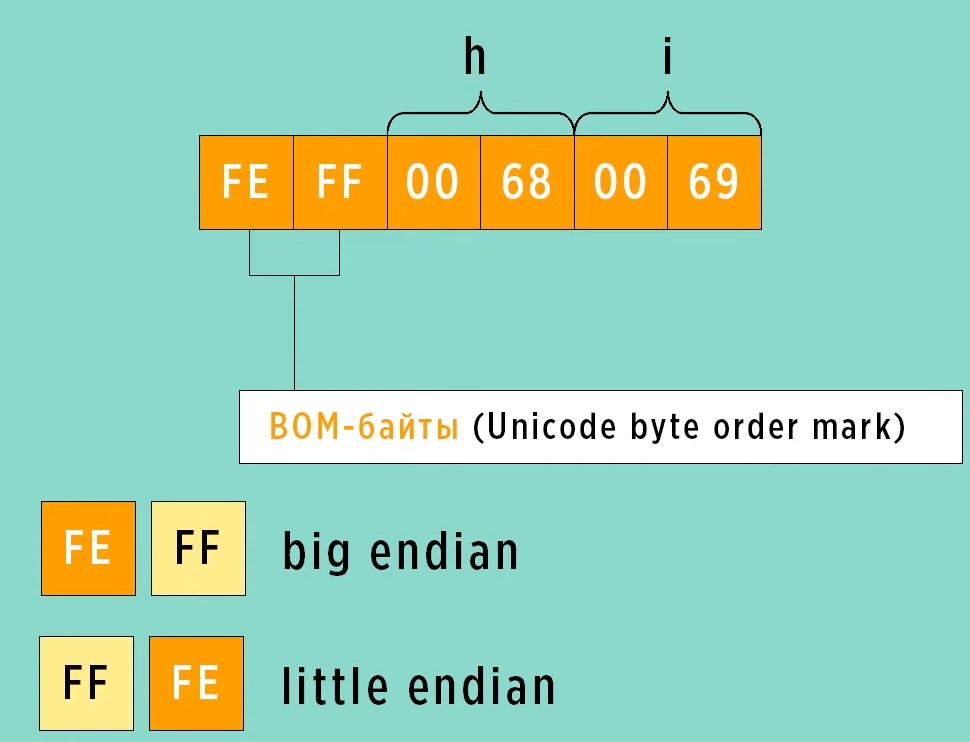 h i
FE FF 00 68 00 69
BOM-байты (Unicode byte order mark)
FE FF big endian
FF FE little endian